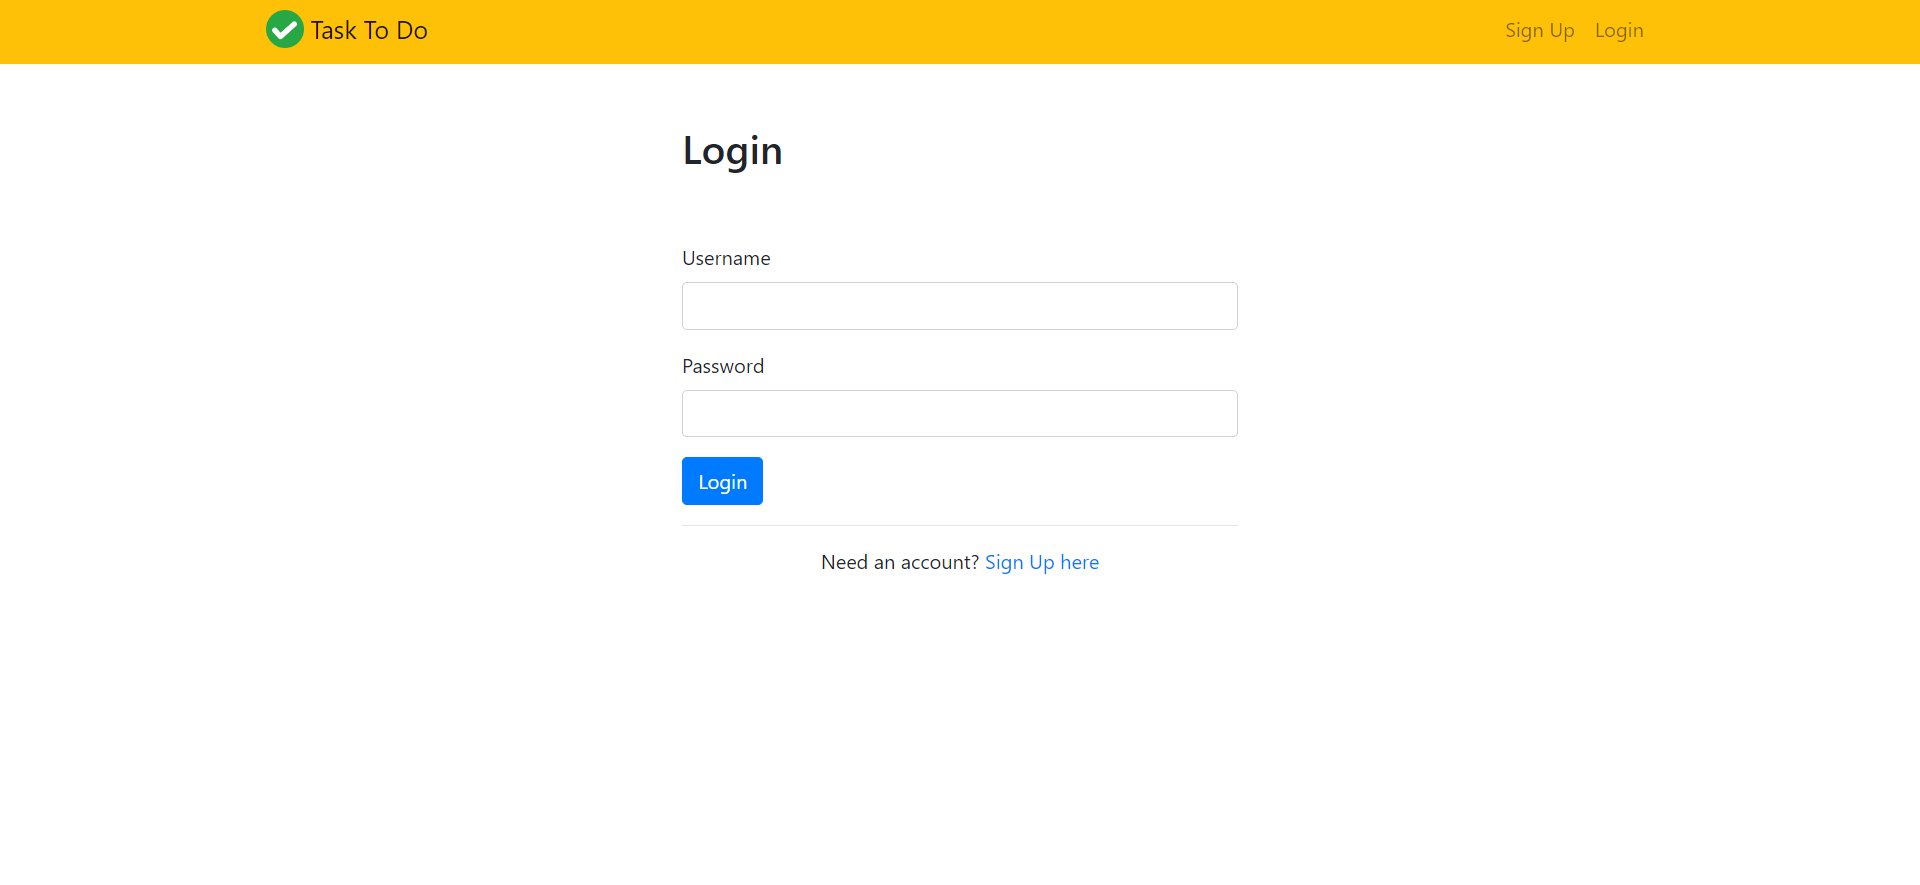 Task To Do
Sign Up Login
Login
Username
Password
Login
Need an account? Sign Up here